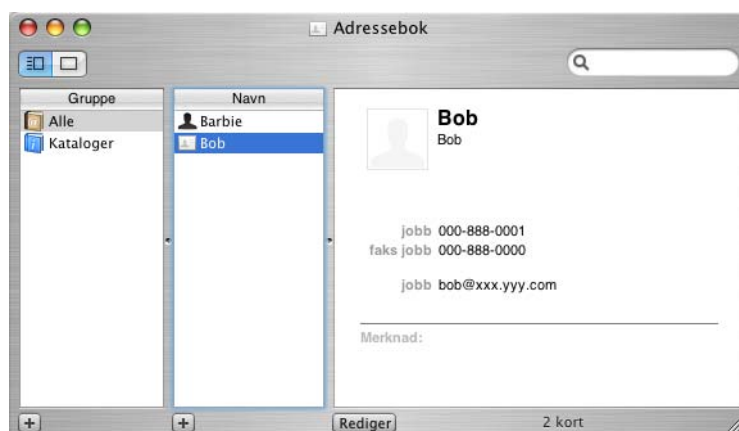 Adressebok
Gruppe
Alle
Kataloger
Navn
Barbie
Bob
Bob
Bob
jobb 000-888-0001
faks jobb 000-888-0000
jobb bob@xxx.yyy.com
Merknad:
Rediger
2 kort